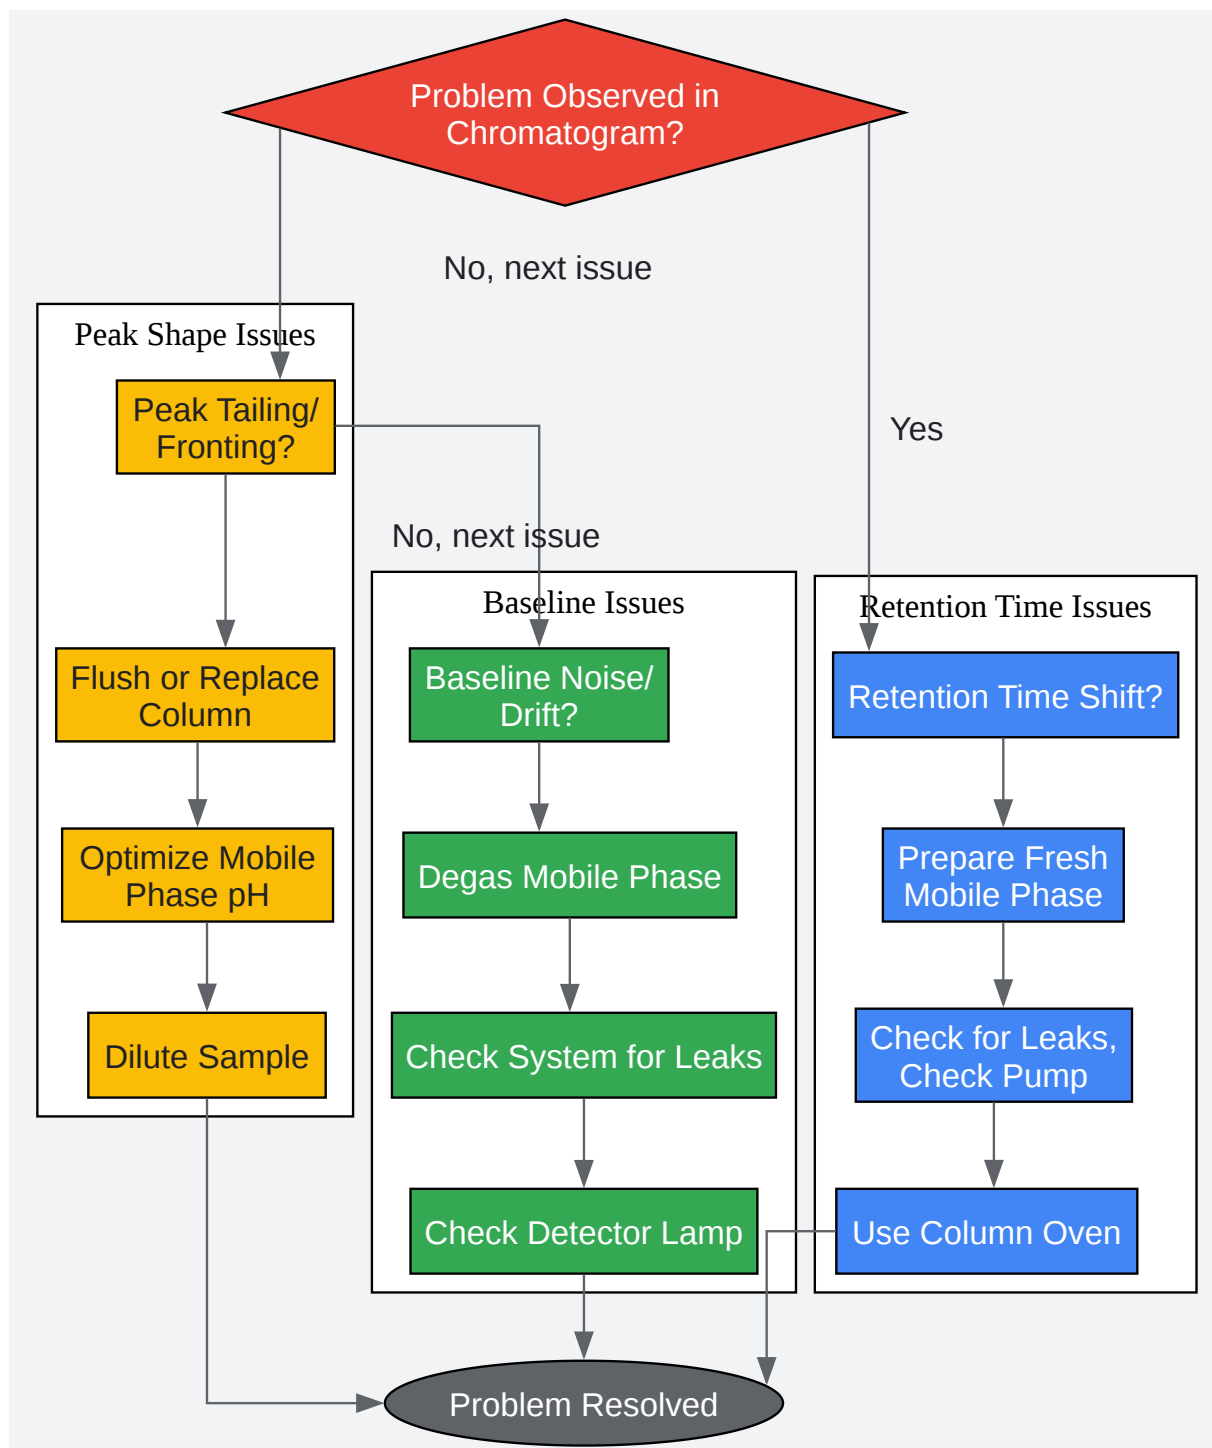 Problem Observed in
Chromatogram?
No, next issue
Yes
Peak Shape Issues
Peak Tailing/
Fronting?
Flush or Replace
Column
Optimize Mobile
Phase pH
Dilute Sample
No, next issue
Baseline Issues
Baseline Noise/
Drift?
Degas Mobile Phase
Check System for Leaks
Check Detector Lamp
Retention Time Issues
Retention Time Shift?
Prepare Fresh
Mobile Phase
Check for Leaks,
Check Pump
Use Column Oven
Problem Resolved